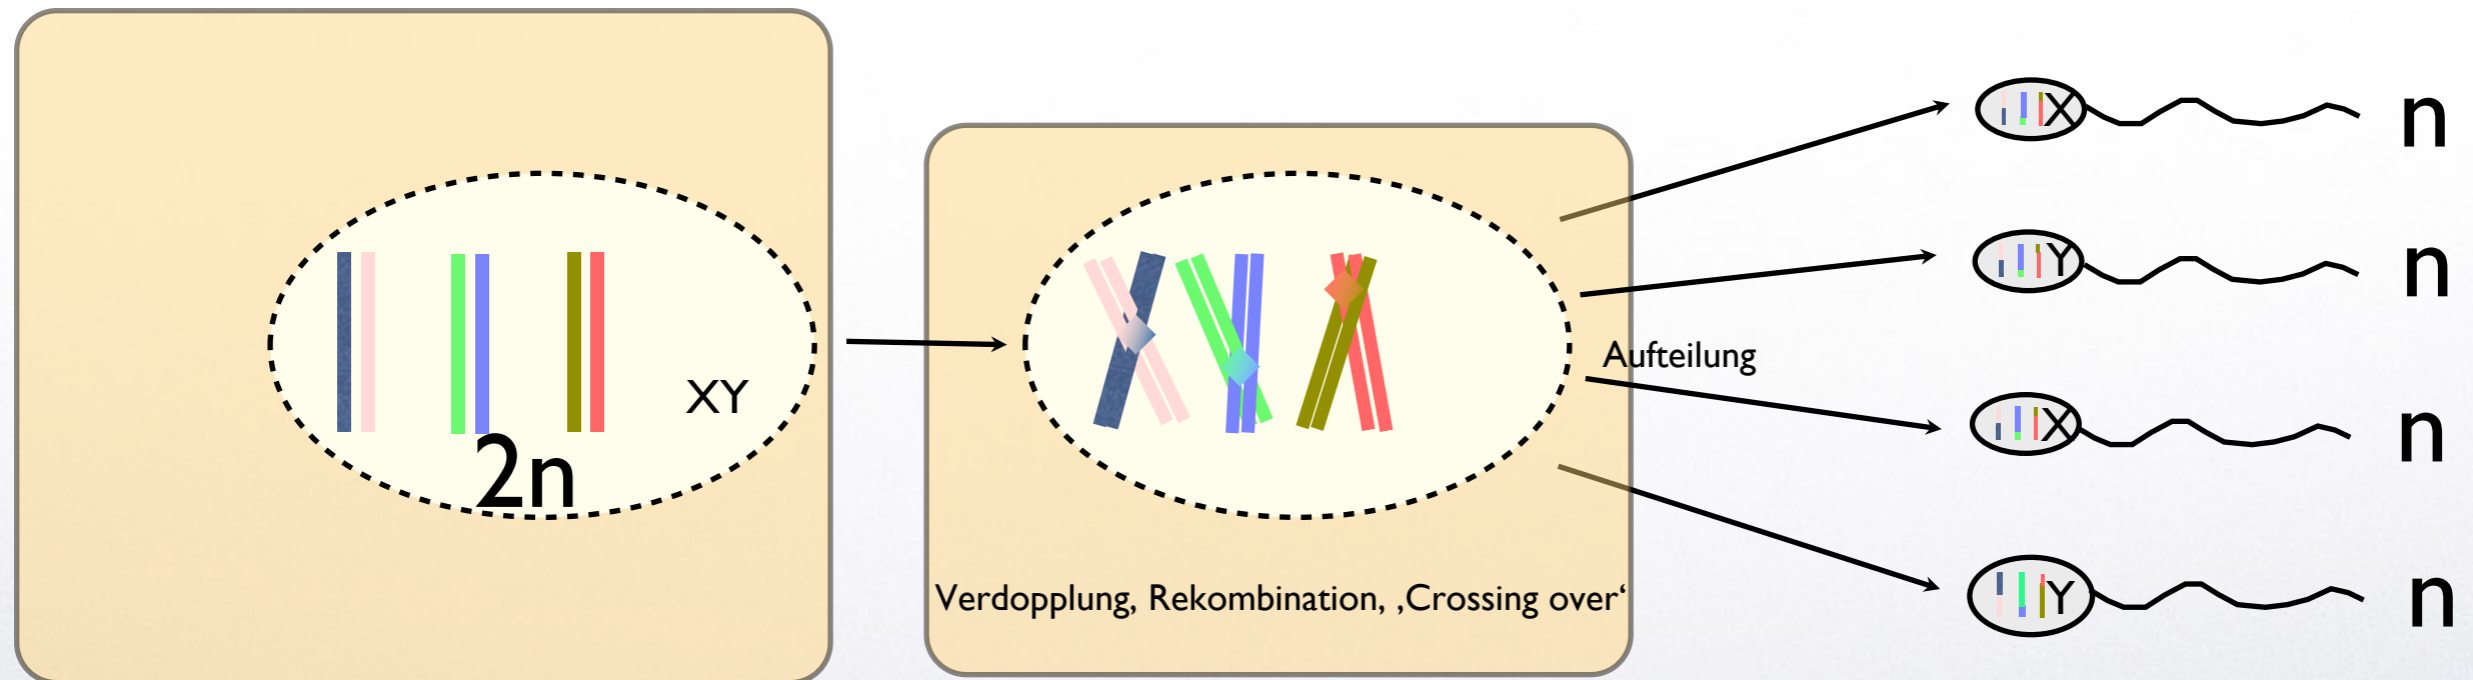 XY
2n
Verdopplung, Rekombination, ‚Crossing over‘
Aufteilung
X
n
Y
n
X
n
Y
n